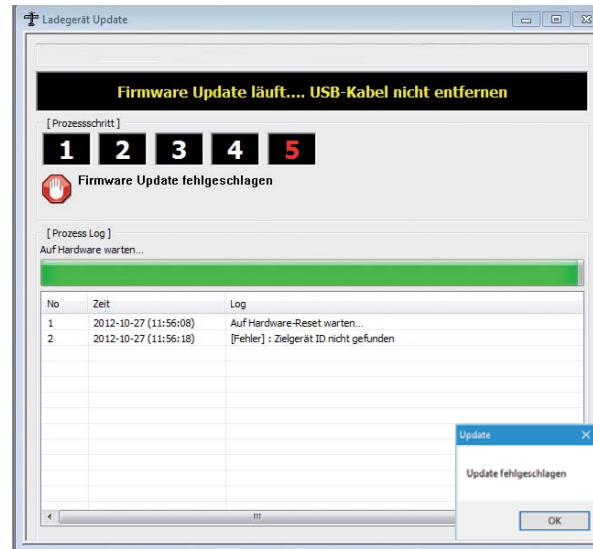 Ladegerät Update
Firmware Update läuft.... USB-Kabel nicht entfernen
[ Prozessschritt ]
1 2 3 4 5
Firmware Update fehlgeschlagen
[ Prozess Log ]
Auf Hardware warten...
No Zeit Log
1 2012-10-27 (11:56:08) Auf Hardware-Reset warten...
2 2012-10-27 (11:56:18) [Fehler] : Zielgerät ID nicht gefunden
Update
Update fehlgeschlagen
OK